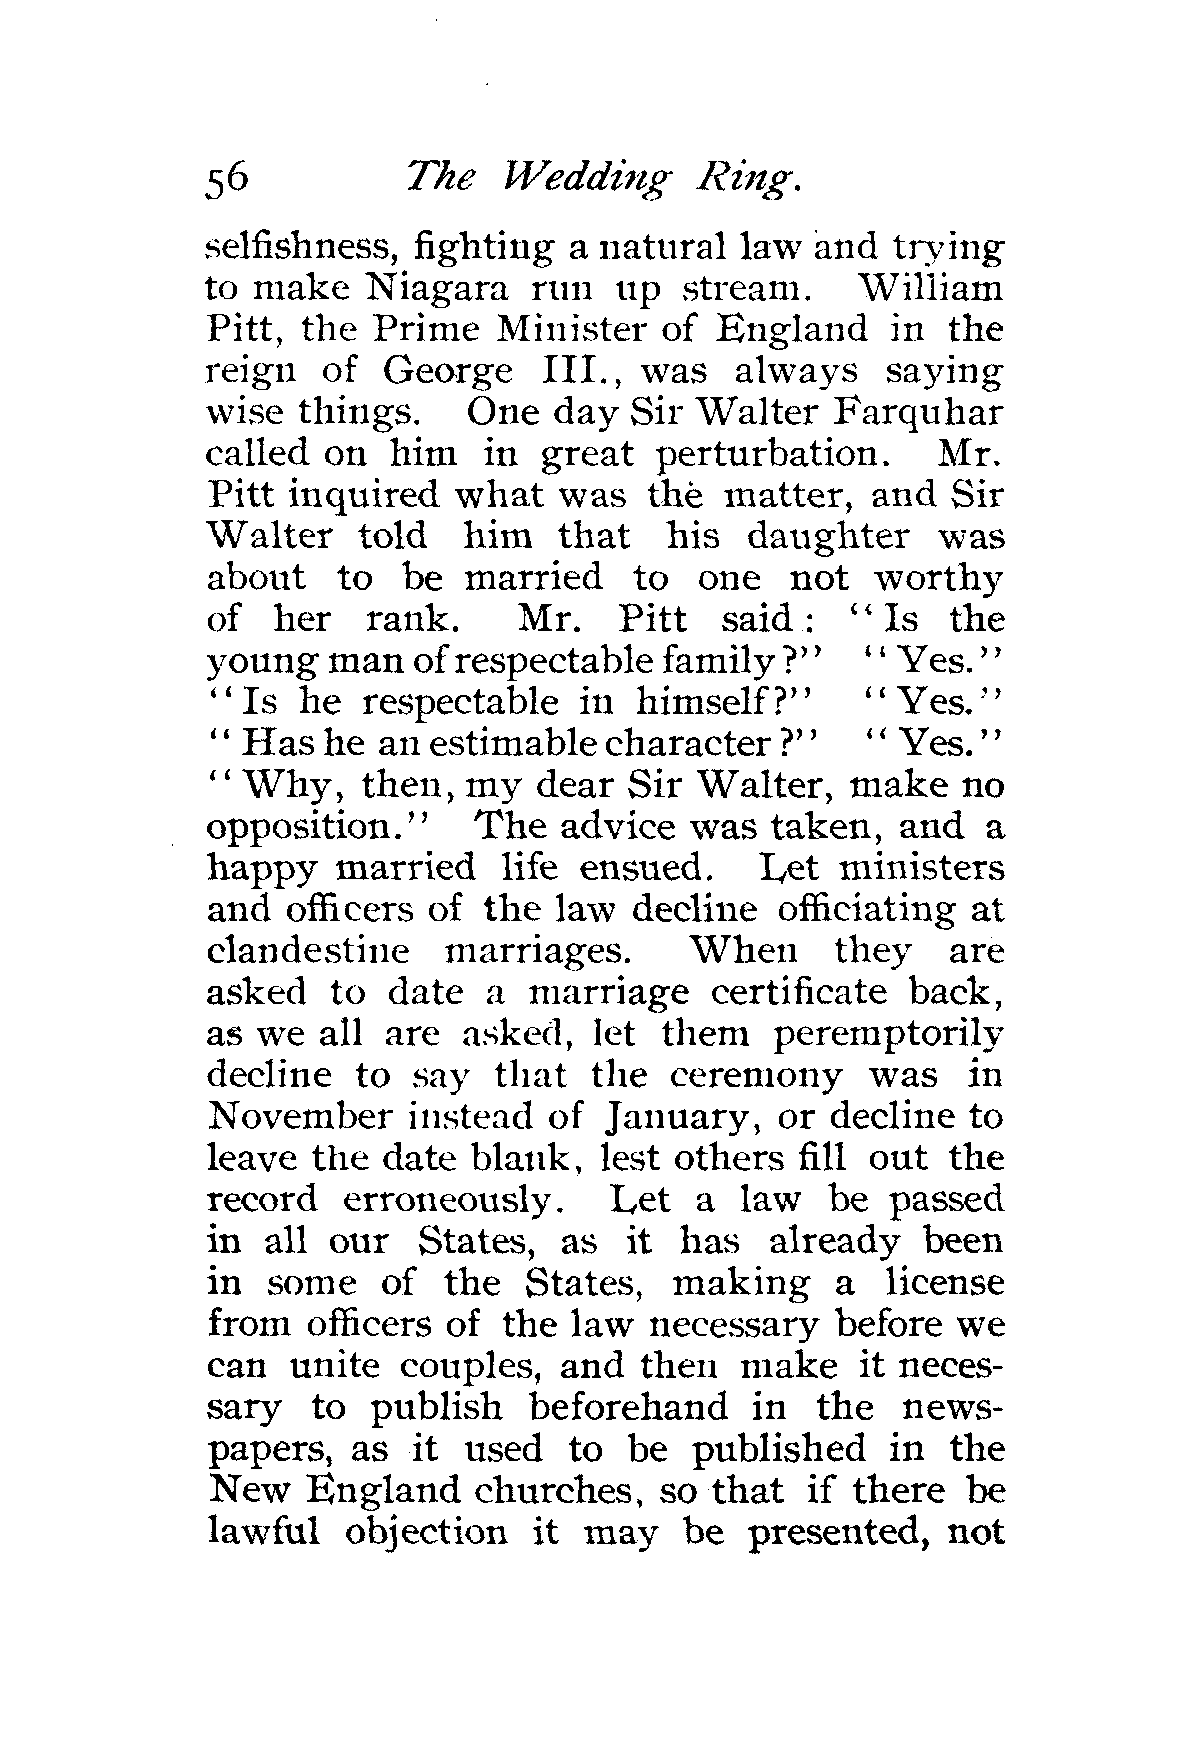 56 The Wedding Ring.
selfishness, fighting a natural law and trying
to make Niagara run up stream. William
Pitt, the Prime Minister of England in the
reign of George III., was always saying
wise things. One day Sir Walter Farquhar
called on him in great perturbation. Mr.
Pitt inquired what was the matter, and Sir
Walter told him that his daughter was
about to be married to one not worthy
of her rank. Mr. Pitt said: "Is the
young man of respectable family?" "Yes."
"Is he respectable in himself?" "Yes."
"Has he an estimable character?" "Yes."
"Why, then, my dear Sir Walter, make no
opposition." The advice was taken, and a
happy married life ensued. Let ministers
and officers of the law decline officiating at
clandestine marriages. When they are
asked to date a marriage certificate back,
as we all are asked, let them peremptorily
decline to say that the ceremony was in
November instead of January, or decline to
leave the date blank, lest others fill out the
record erroneously. Let a law be passed
in all our States, as it has already been
in some of the States, making a license
from officers of the law necessary before we
can unite couples, and then make it neces-
sary to publish beforehand in the news-
papers, as it used to be published in the
New England churches, so that if there be
lawful objection it may be presented, not